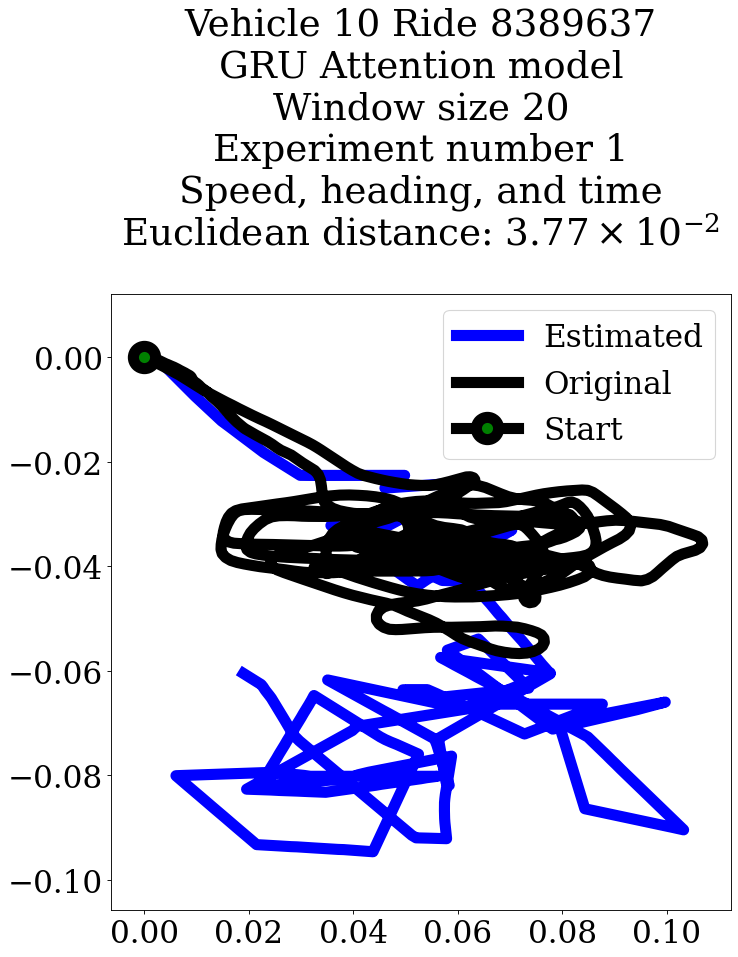 Vehicle 10 Ride 8389637
GRU Attention model
Window size 20
Experiment number 1
Speed, heading, and time
Euclidean distance: 3.77 × 10⁻²
Estimated
Original
Start
0.00
−0.02
−0.04
−0.06
−0.08
−0.10
0.00 0.02 0.04 0.06 0.08 0.10